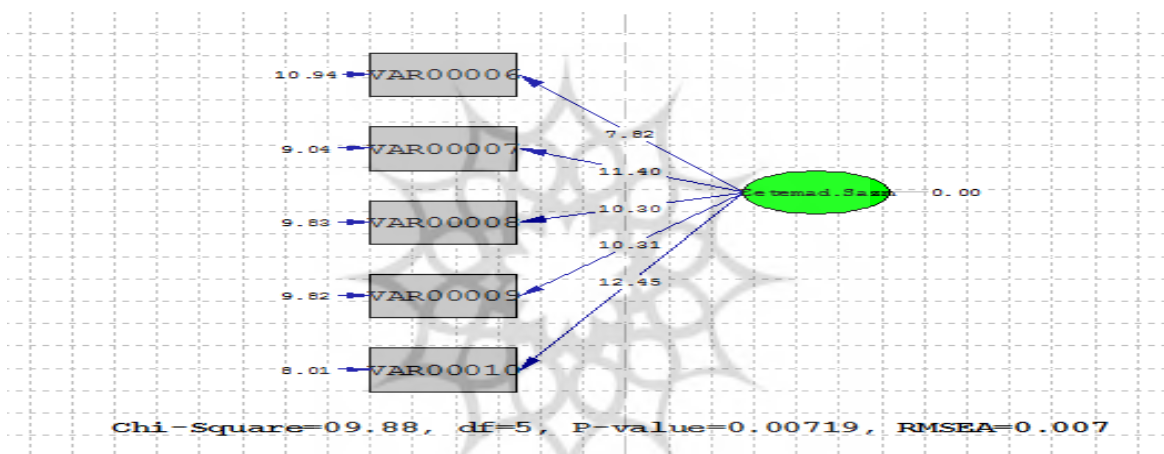 10.94 VAR00006
7.82
9.04 VAR00007
11.40
0.00
9.83 VAR00008
10.30
10.31
9.82 VAR00009
12.45
8.01 VAR00010
Chi-Square=09.88, df=5, P-value=0.00719, RMSEA=0.007